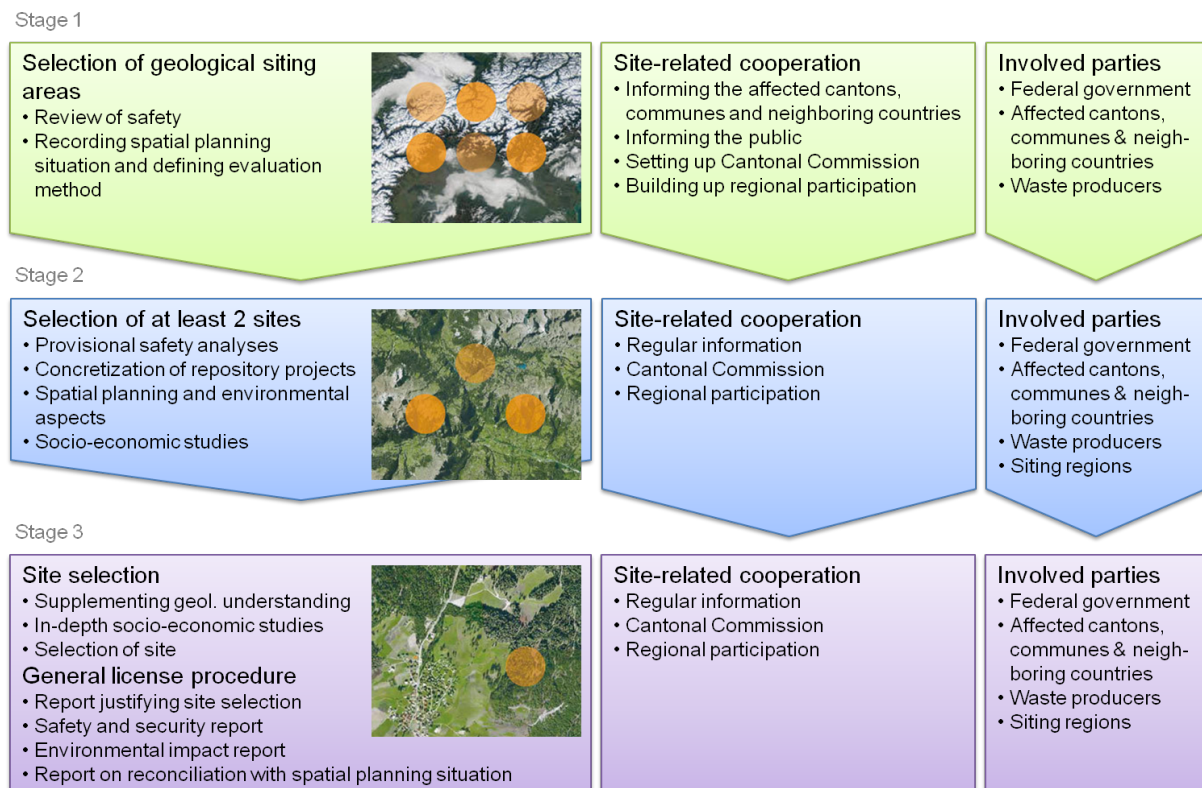 Stage 1
Selection of geological siting
areas
• Review of safety
• Recording spatial planning
situation and defining evaluation
method
Site-related cooperation
• Informing the affected cantons,
communes and neighboring countries
• Informing the public
• Setting up Cantonal Commission
• Building up regional participation
Involved parties
• Federal government
• Affected cantons,
communes & neigh-
boring countries
• Waste producers
Stage 2
Selection of at least 2 sites
• Provisional safety analyses
• Concretization of repository projects
• Spatial planning and environmental
aspects
• Socio-economic studies
Site-related cooperation
• Regular information
• Cantonal Commission
• Regional participation
Involved parties
• Federal government
• Affected cantons,
communes & neigh-
boring countries
• Waste producers
• Siting regions
Stage 3
Site selection
• Supplementing geol. understanding
• In-depth socio-economic studies
• Selection of site
General license procedure
• Report justifying site selection
• Safety and security report
• Environmental impact report
• Report on reconciliation with spatial planning situation
Site-related cooperation
• Regular information
• Cantonal Commission
• Regional participation
Involved parties
• Federal government
• Affected cantons,
communes & neigh-
boring countries
• Waste producers
• Siting regions